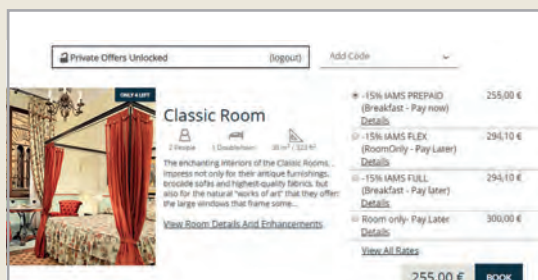 Private Offers Unlocked (logout) Add Code
ONLY 4 LEFT
Classic Room
2 People 1 Doublebed
The enchanting interiors of the Classic Rooms...
impress not only for their antique furnishings,
brocade sofas and highest-quality fabrics, but
also for the natural "works of art" that they offer:
the large windows that frame some...
View Room Details And Enhancements
-15% IAMS PREPAID 255,00 €
(Breakfast - Pay now)
Details
-15% IAMS FLEX 294,10 €
(RoomOnly - Pay Later)
Details
-15% IAMS FULL 294,10 €
(Breakfast - Pay later)
Details
Room only- Pay Later 300,00 €
Details
View All Rates
255.00 € BOOK